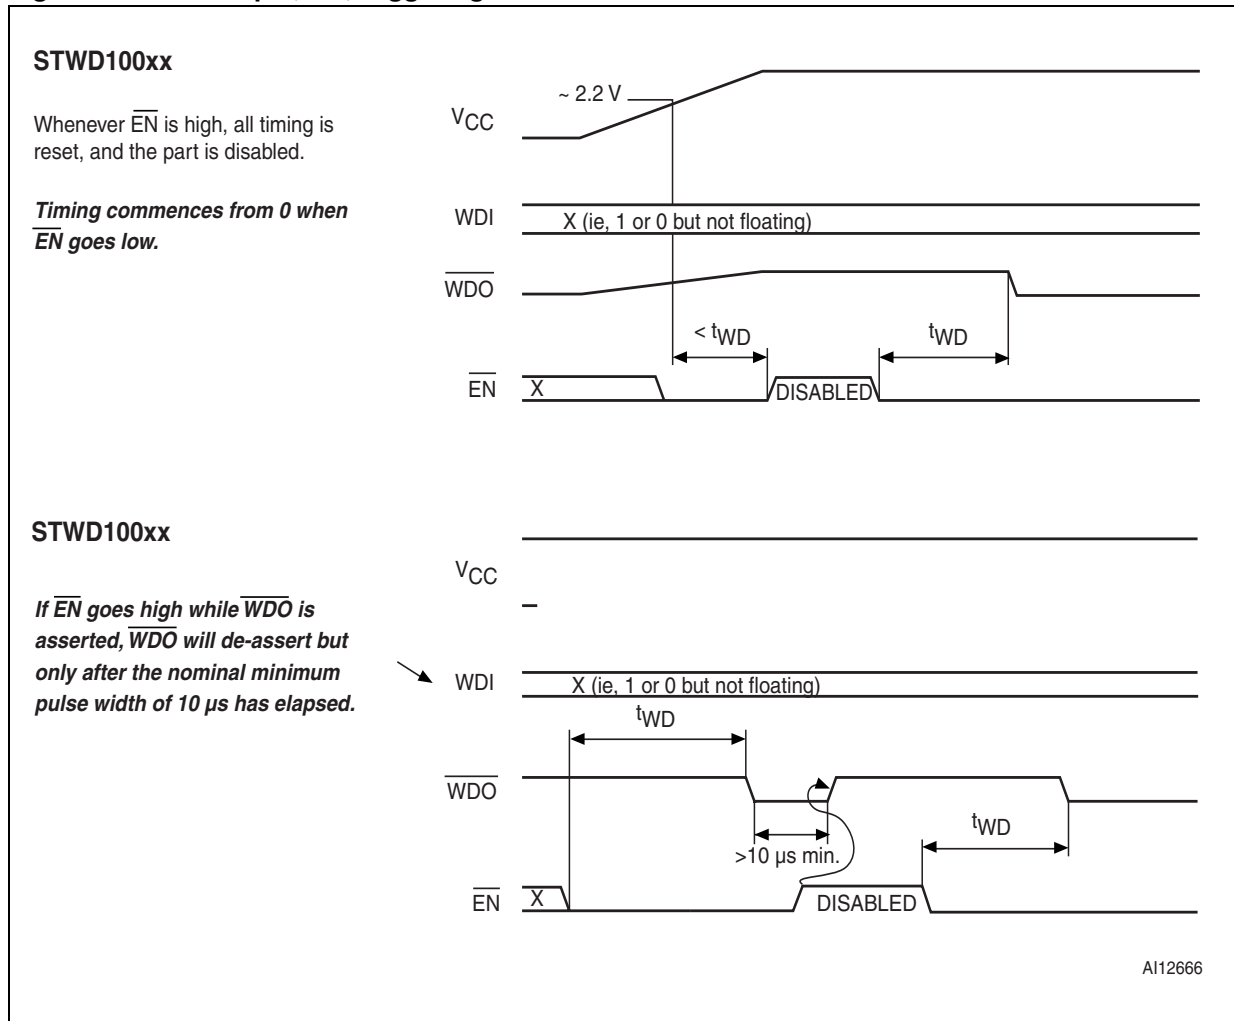 STWD100xx
Whenever EN is high, all timing is
reset, and the part is disabled.
Timing commences from 0 when
EN goes low.
~ 2.2 V
VCC
WDI
X (ie, 1 or 0 but not floating)
WDO
< tWD
tWD
EN
X
DISABLED
STWD100xx
If EN goes high while WDO is
asserted, WDO will de-assert but
only after the nominal minimum
pulse width of 10 µs has elapsed.
VCC
WDI
X (ie, 1 or 0 but not floating)
tWD
WDO
tWD
>10 µs min.
EN
X
DISABLED
AI12666